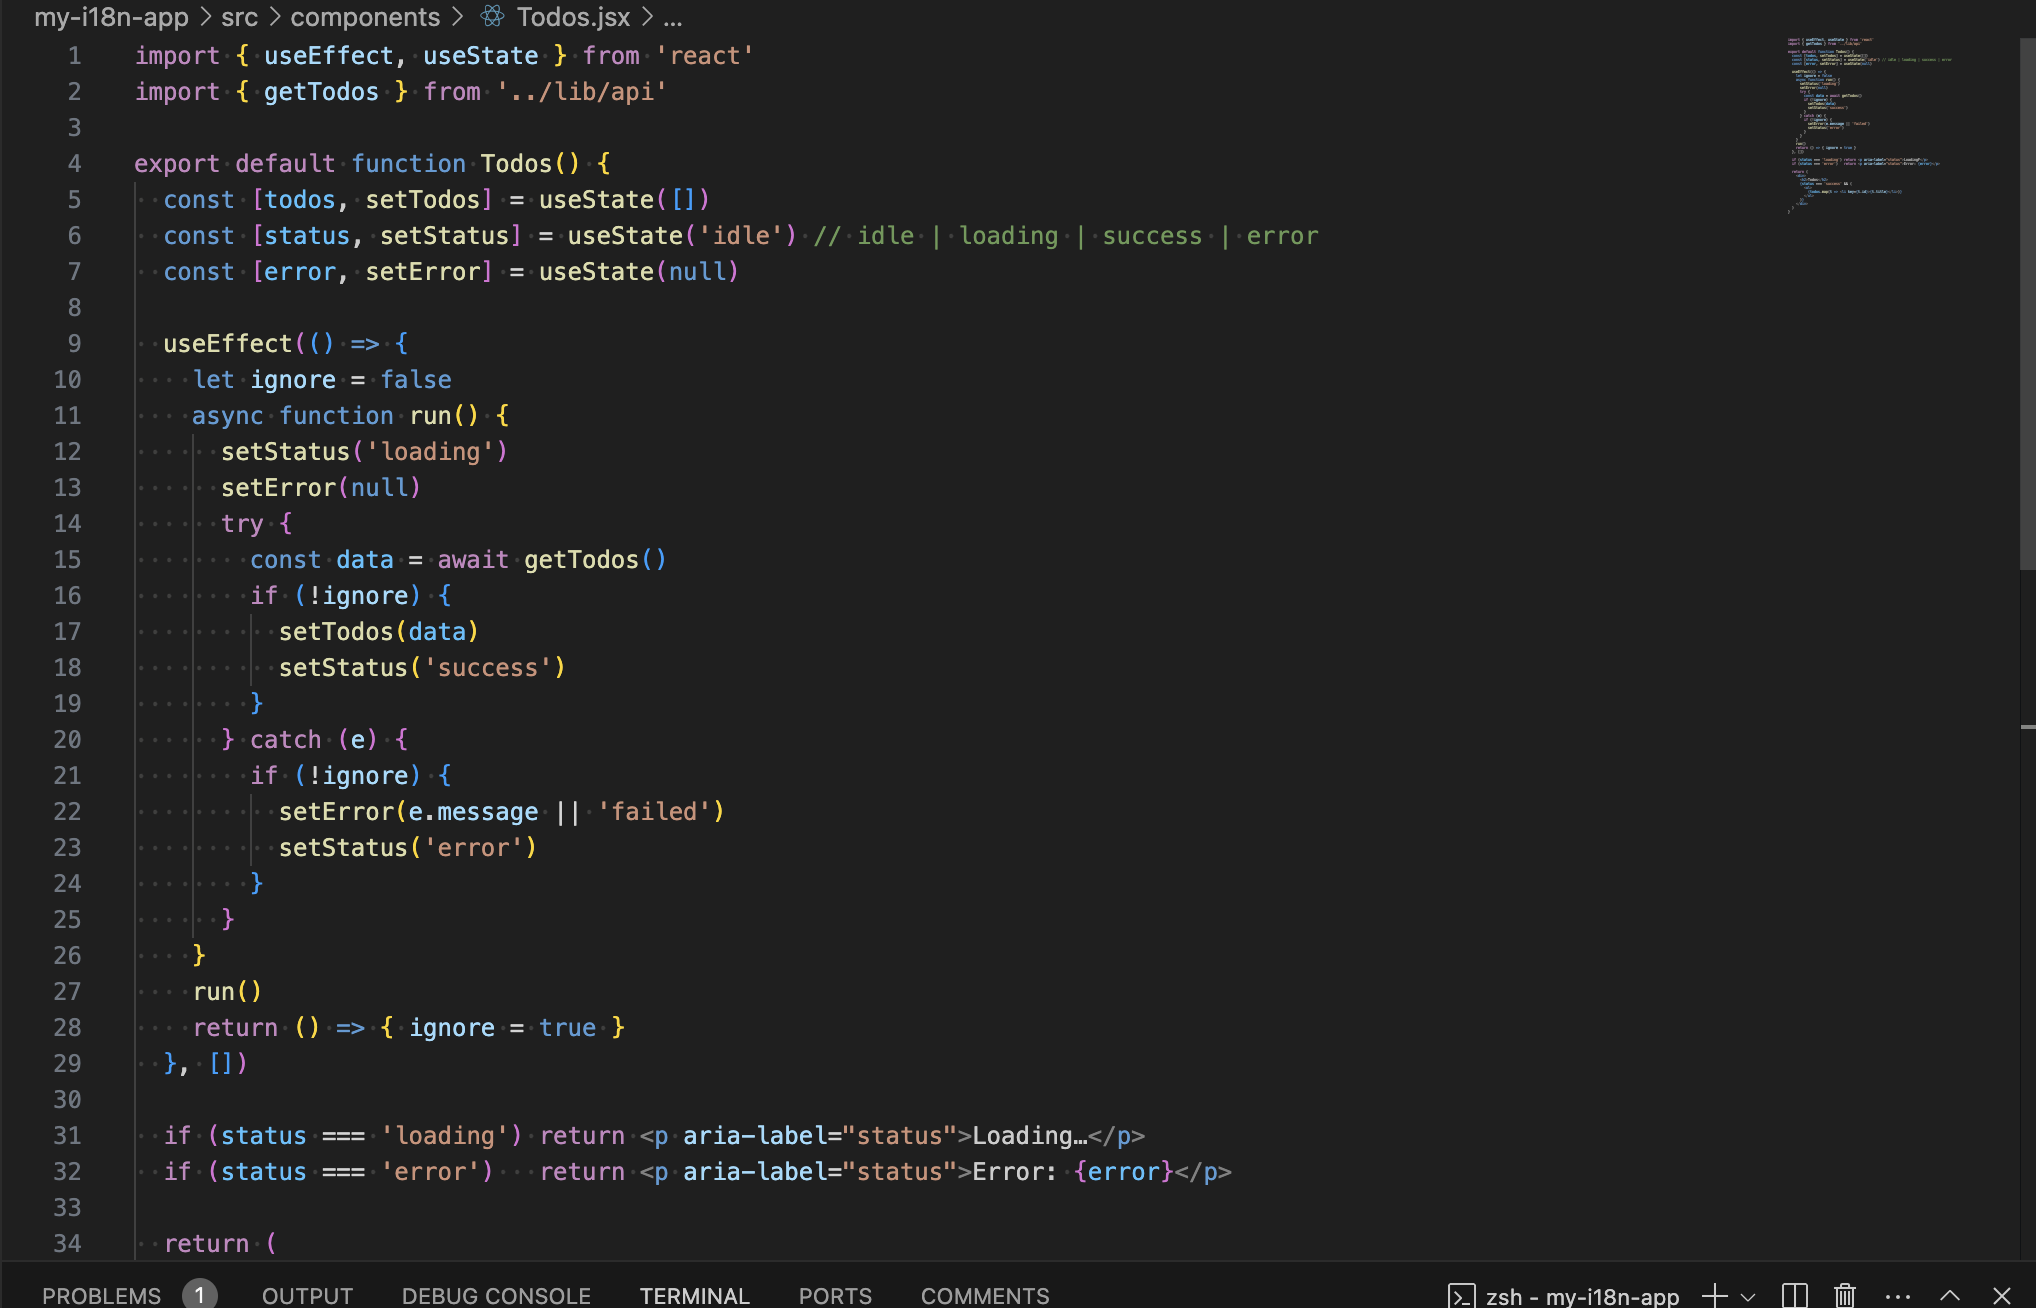 my-i18n-app > src > components > Todos.jsx > ...
1 import { useEffect, useState } from 'react'
2 import { getTodos } from '../lib/api'
3
4 export default function Todos() {
5   const [todos, setTodos] = useState([])
6   const [status, setStatus] = useState('idle') // idle | loading | success | error
7   const [error, setError] = useState(null)
8
9   useEffect(() => {
10     let ignore = false
11     async function run() {
12       setStatus('loading')
13       setError(null)
14       try {
15         const data = await getTodos()
16         if (!ignore) {
17           setTodos(data)
18           setStatus('success')
19         }
20       } catch (e) {
21         if (!ignore) {
22           setError(e.message || 'failed')
23           setStatus('error')
24         }
25       }
26     }
27     run()
28     return () => { ignore = true }
29   }, [])
30
31   if (status === 'loading') return <p aria-label="status">Loading…</p>
32   if (status === 'error')   return <p aria-label="status">Error: {error}</p>
33
34   return (
PROBLEMS 1 OUTPUT DEBUG CONSOLE TERMINAL PORTS COMMENTS zsh - my-i18n-app